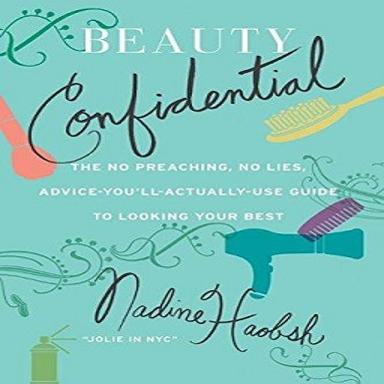 BEAUTY
Confidential
THE NO PREACHING, NO LIES,
ADVICE-YOU'LL-ACTUALLY-USE GUIDE
TO LOOKING YOUR BEST
Nadine Haobsh
"JOLIE IN NYC"